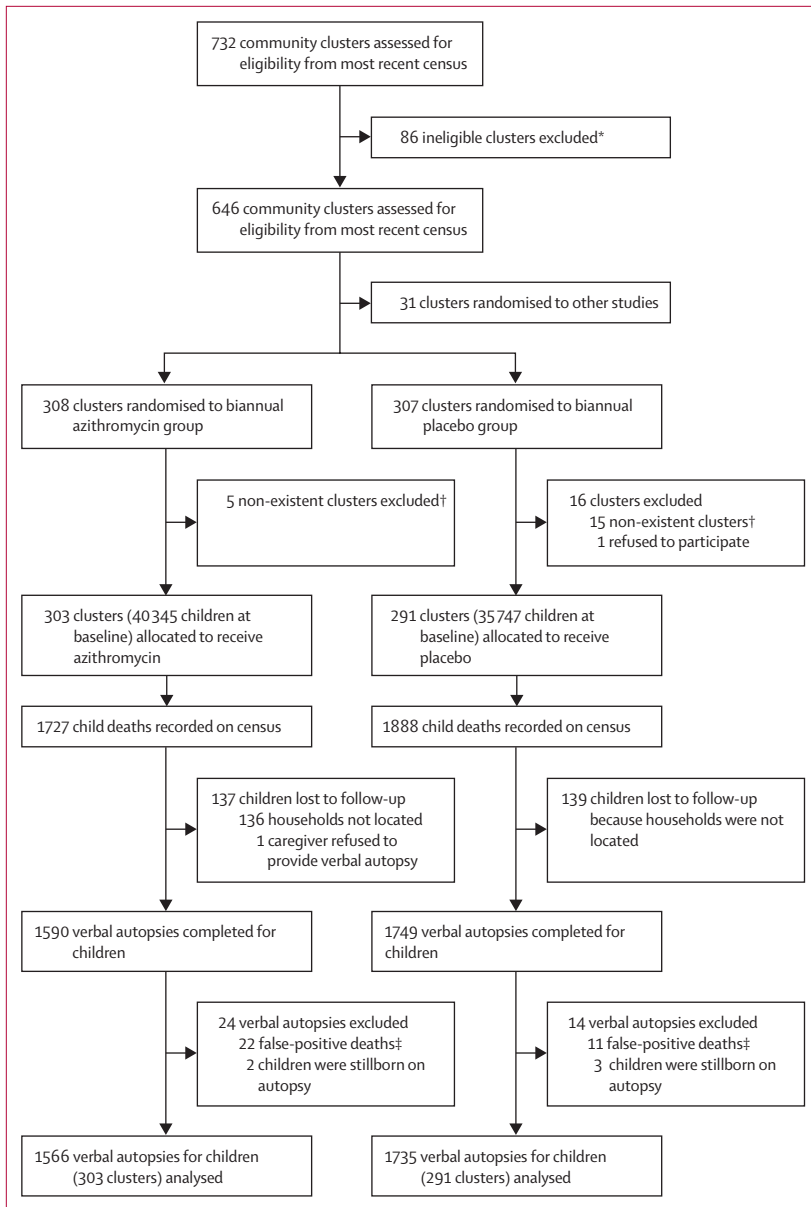 732 community clusters assessed for
eligibility from most recent census
86 ineligible clusters excluded*
646 community clusters assessed for
eligibility from most recent census
31 clusters randomised to other studies
308 clusters randomised to biannual
azithromycin group
307 clusters randomised to biannual
placebo group
5 non-existent clusters excluded†
16 clusters excluded
15 non-existent clusters†
1 refused to participate
303 clusters (40 345 children at
baseline) allocated to receive
azithromycin
291 clusters (35 747 children at
baseline) allocated to receive
placebo
1727 child deaths recorded on census
1888 child deaths recorded on census
137 children lost to follow-up
136 households not located
1 caregiver refused to
provide verbal autopsy
139 children lost to follow-up
because households were not
located
1590 verbal autopsies completed for
children
1749 verbal autopsies completed for
children
24 verbal autopsies excluded
22 false-positive deaths‡
2 children were stillborn on
autopsy
14 verbal autopsies excluded
11 false-positive deaths‡
3 children were stillborn on
autopsy
1566 verbal autopsies for children
(303 clusters) analysed
1735 verbal autopsies for children
(291 clusters) analysed